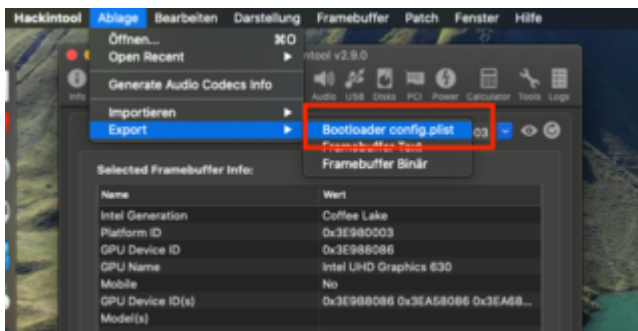 Hackintool Ablage Bearbeiten Darstellung Framebuffer Patch Fenster Hilfe
Öffnen... ⌘O
Open Recent
ntool v2.9.0
Generate Audio Codecs Info
Info Audio USB Disks PCI Power Calculator Tools Logs
Importieren
Export
Bootloader config.plist
03
Framebuffer Text
Framebuffer Binär
Selected Framebuffer Info:
Name Wert
Intel Generation Coffee Lake
Platform ID 0x3E980003
GPU Device ID 0x3E988086
GPU Name Intel UHD Graphics 630
Mobile No
GPU Device ID(s) 0x3E988086 0x3EA58086 0x3EA68...
Model(s)